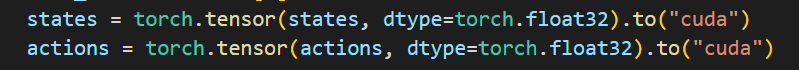 states = torch.tensor(states, dtype=torch.float32).to("cuda")
actions = torch.tensor(actions, dtype=torch.float32).to("cuda")